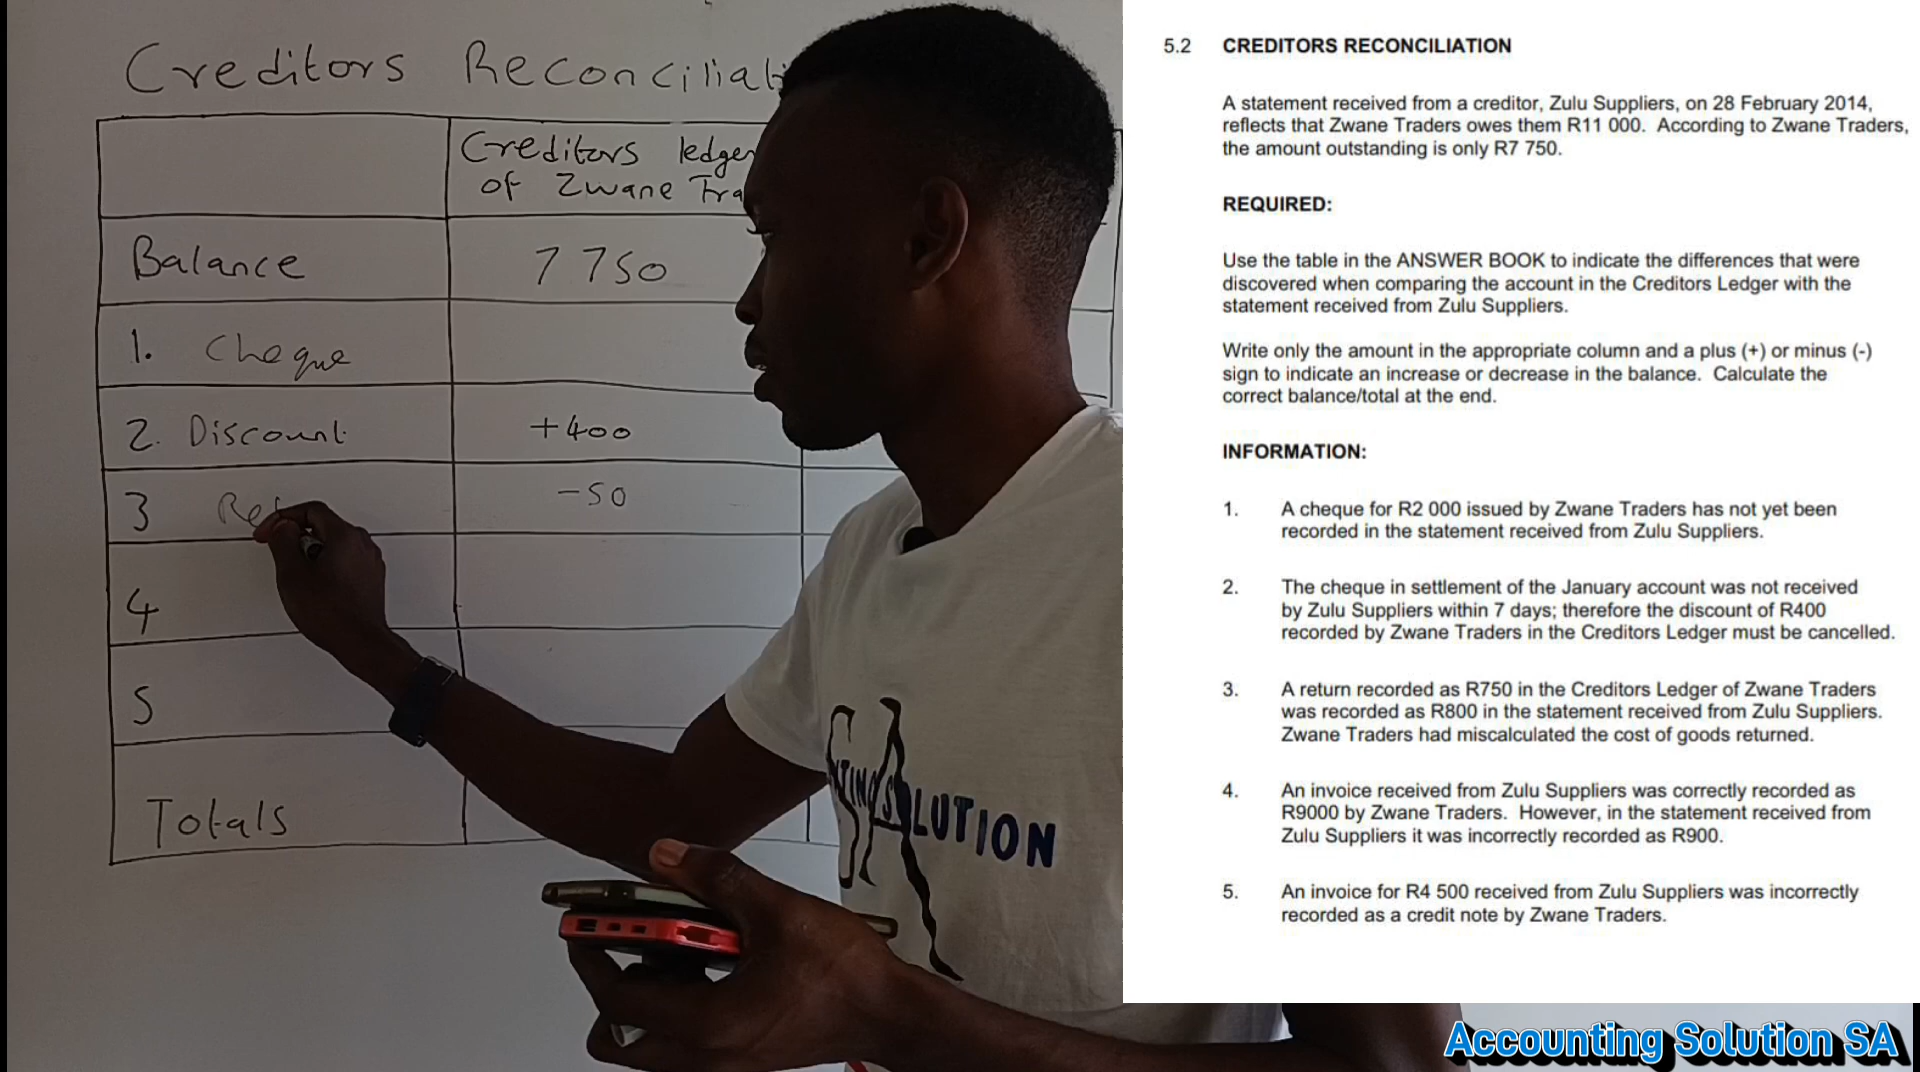 Creditors Reconciliati
Creditors ledger
of Zwane Tra
Balance 7 750
1. Cheque
2. Discount +400
3 Ret -50
4
5
Totals
SOLUTION
5.2 CREDITORS RECONCILIATION
A statement received from a creditor, Zulu Suppliers, on 28 February 2014,
reflects that Zwane Traders owes them R11 000. According to Zwane Traders,
the amount outstanding is only R7 750.
REQUIRED:
Use the table in the ANSWER BOOK to indicate the differences that were
discovered when comparing the account in the Creditors Ledger with the
statement received from Zulu Suppliers.
Write only the amount in the appropriate column and a plus (+) or minus (-)
sign to indicate an increase or decrease in the balance. Calculate the
correct balance/total at the end.
INFORMATION:
1. A cheque for R2 000 issued by Zwane Traders has not yet been
recorded in the statement received from Zulu Suppliers.
2. The cheque in settlement of the January account was not received
by Zulu Suppliers within 7 days; therefore the discount of R400
recorded by Zwane Traders in the Creditors Ledger must be cancelled.
3. A return recorded as R750 in the Creditors Ledger of Zwane Traders
was recorded as R800 in the statement received from Zulu Suppliers.
Zwane Traders had miscalculated the cost of goods returned.
4. An invoice received from Zulu Suppliers was correctly recorded as
R9000 by Zwane Traders. However, in the statement received from
Zulu Suppliers it was incorrectly recorded as R900.
5. An invoice for R4 500 received from Zulu Suppliers was incorrectly
recorded as a credit note by Zwane Traders.
Accounting Solution SA